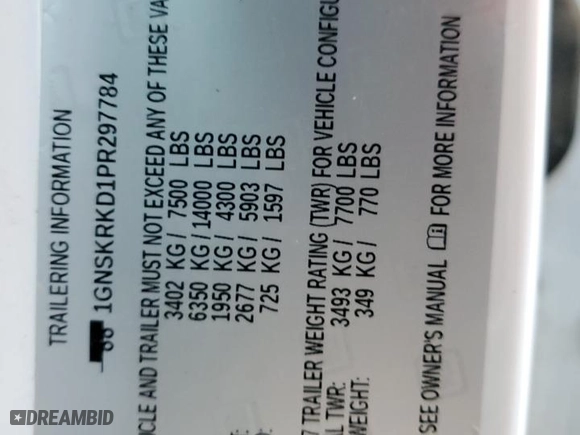 TRAILERING INFORMATION
1GNSKRKD1PR297784
CLE AND TRAILER MUST NOT EXCEED ANY OF THESE VA
3402 KG / 7500 LBS
6350 KG / 14000 LBS
1950 KG / 4300 LBS
2677 KG / 5903 LBS
725 KG / 1597 LBS
7 TRAILER WEIGHT RATING (TWR) FOR VEHICLE CONFIGU
L TWR: 3493 KG / 7700 LBS
WEIGHT: 349 KG / 770 LBS
SEE OWNER'S MANUAL FOR MORE INFORMATION
DREAMBID